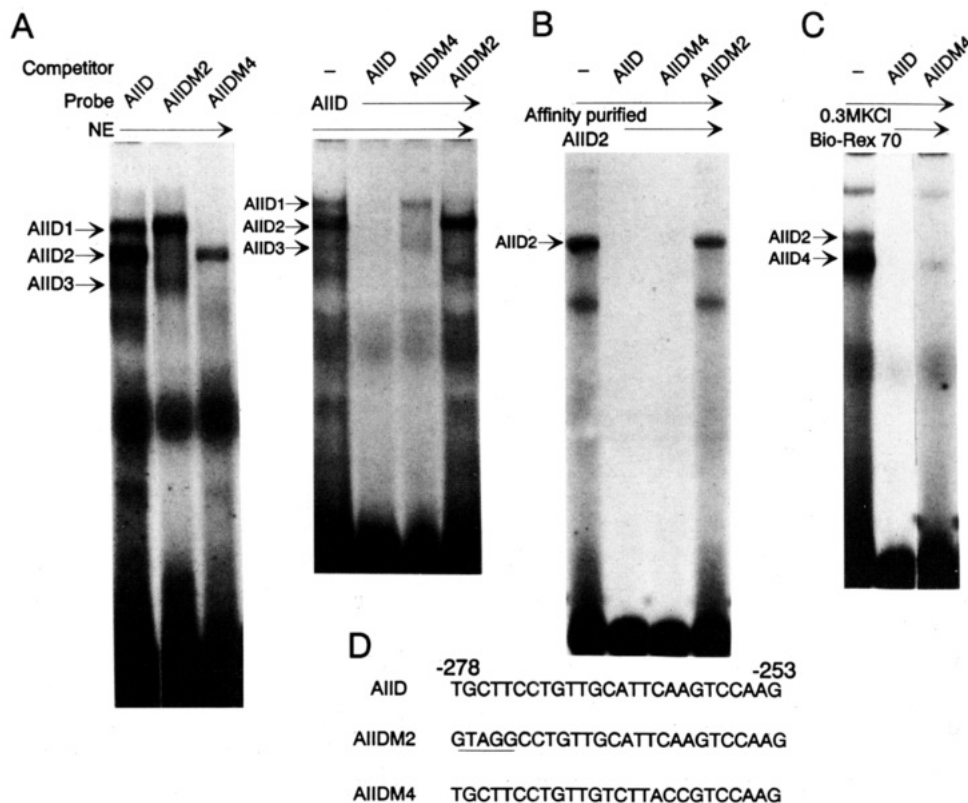 A
Competitor
Probe AIID AIIDM2 AIIDM4
NE
– AIID AIIDM4 AIIDM2
AIID
AIID1
AIID2
AIID3
AIID1
AIID2
AIID3
B
– AIID AIIDM4 AIIDM2
Affinity purified
AIID2
AIID2
C
– AIID AIIDM4
0.3MKCl
Bio-Rex 70
AIID2
AIID4
D
-278 -253
AIID TGCTTCCTGTTGCATTCAAGTCCAAG
AIIDM2 GTAGGCCTGTTGCATTCAAGTCCAAG
AIIDM4 TGCTTCCTGTTGTCTTACCGTCCAAG